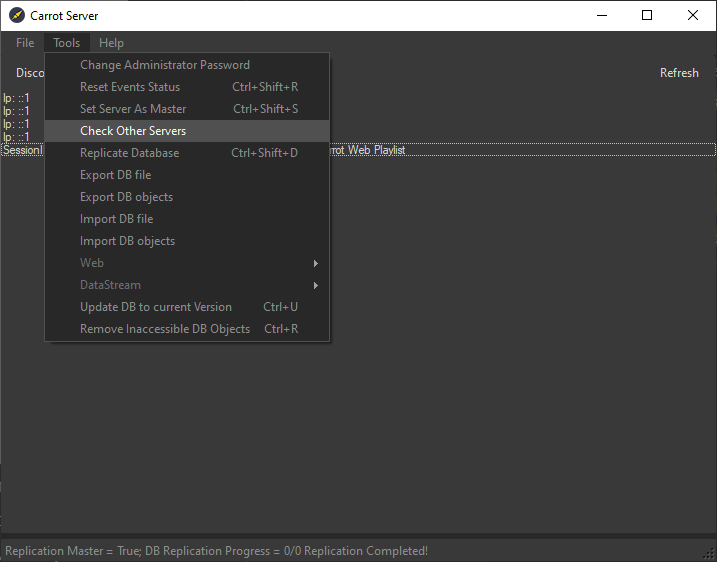 Carrot Server
File Tools Help
Change Administrator Password
Disco
Reset Events Status Ctrl+Shift+R
Refresh
Ip: ::1
Set Server As Master Ctrl+Shift+S
Ip: ::1
Ip: ::1
Check Other Servers
Ip: ::1
Replicate Database Ctrl+Shift+D
Web Playlist
Export DB file
Export DB objects
Import DB file
Import DB objects
Web
DataStream
Update DB to current Version Ctrl+U
Remove Inaccessible DB Objects Ctrl+R
Replication Master = True; DB Replication Progress = 0/0 Replication Completed!